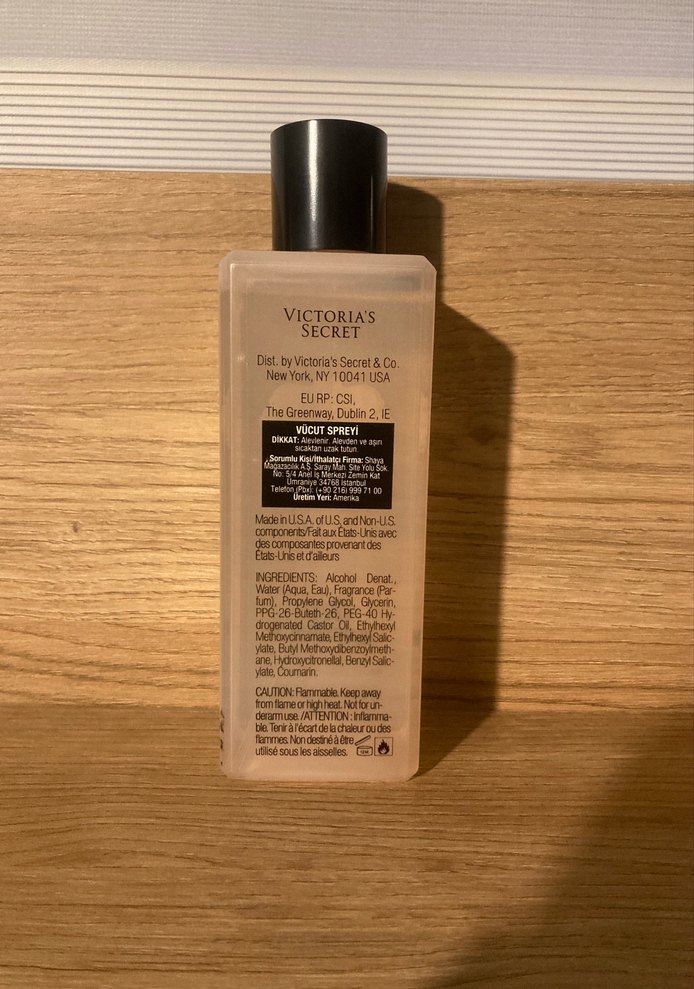 VICTORIA'S
SECRET
Dist. by Victoria's Secret & Co.
New York, NY 10041 USA
EU RP: CSI,
The Greenway, Dublin 2, IE
VÜCUT SPREYİ
DİKKAT: Alevlenir. Alevden ve aşırı
sıcaktan uzak tutun.
Sorumlu Kişi/İthalatçı Firma: Shaya
Mağazacılık A.Ş. Saray Mah. Site Yolu Sok.
No: 5/4 Anel İş Merkezi Zemin Kat
Ümraniye 34768 İstanbul
Telefon (Pbx): (+90 216) 999 71 00
Üretim Yeri: Amerika
Made in U.S.A. of U.S. and Non-U.S.
components/Fait aux États-Unis avec
des composantes provenant des
États-Unis et d'ailleurs
INGREDIENTS: Alcohol Denat.,
Water (Aqua, Eau), Fragrance (Par-
fum), Propylene Glycol, Glycerin,
PPG-26-Buteth-26, PEG-40 Hy-
drogenated Castor Oil, Ethylhexyl
Methoxycinnamate, Ethylhexyl Salic-
ylate, Butyl Methoxydibenzoylmeth-
ane, Hydroxycitronellal, Benzyl Salic-
ylate, Coumarin.
CAUTION: Flammable. Keep away
from flame or high heat. Not for un-
derarm use. /ATTENTION : Inflamma-
ble. Tenir à l'écart de la chaleur ou des
flammes. Non destiné à être
utilisé sous les aisselles.
12M